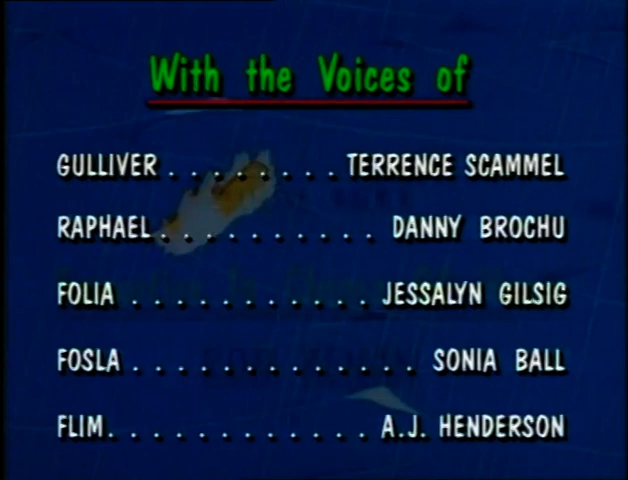 With the Voices of
GULLIVER . . . . . . . . TERRENCE SCAMMEL
RAPHAEL . . . . . . . . . . DANNY BROCHU
FOLIA . . . . . . . . . . . JESSALYN GILSIG
FOSLA . . . . . . . . . . . . . SONIA BALL
FLIM . . . . . . . . . . . . A.J. HENDERSON